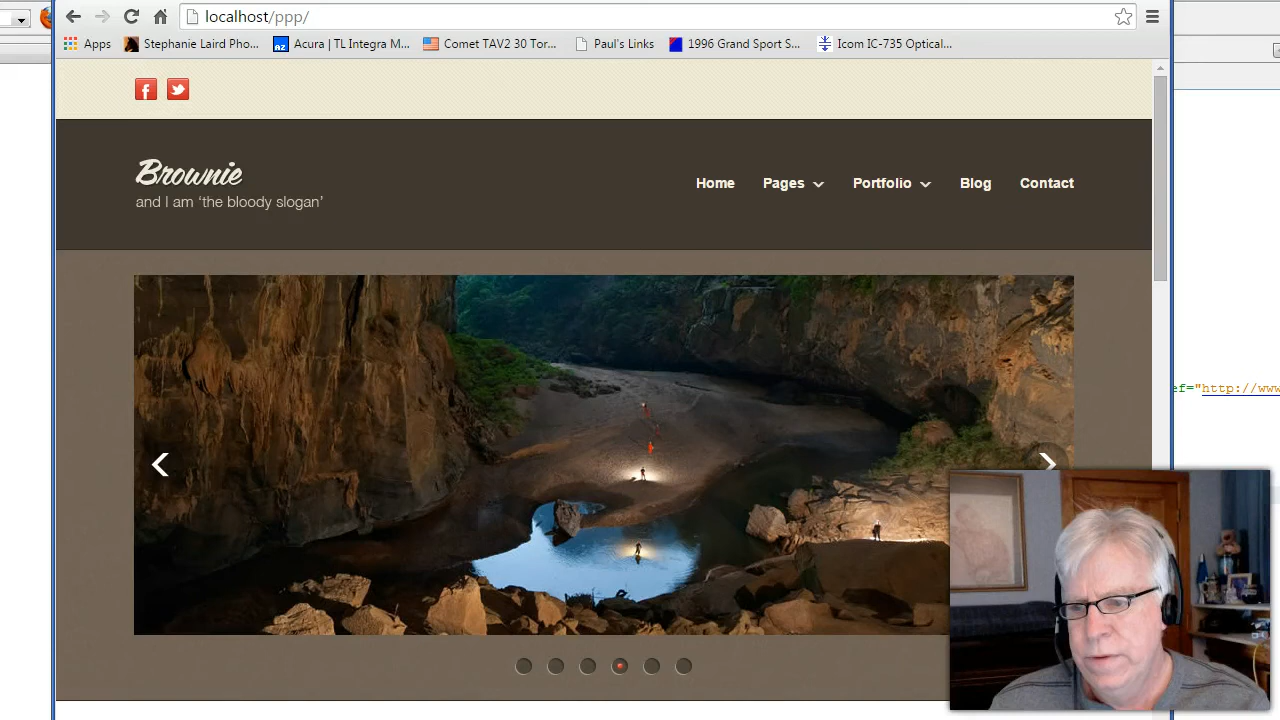 localhost/ppp/
Apps Stephanie Laird Pho... Acura | TL Integra M... Comet TAV2 30 Tor... Paul's Links 1996 Grand Sport S... Icom IC-735 Optical...
Brownie
and I am ‘the bloody slogan’
Home Pages Portfolio Blog Contact
ef="http://www